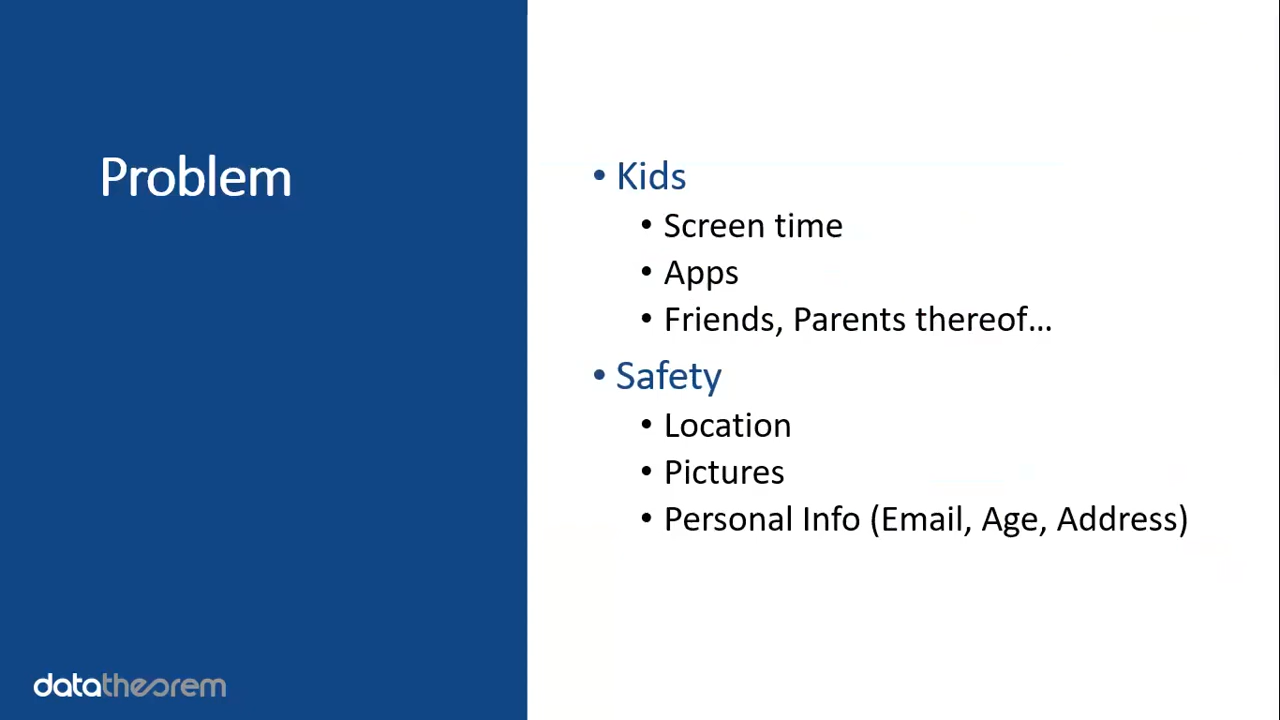 Problem
• Kids
• Screen time
• Apps
• Friends, Parents thereof...
• Safety
• Location
• Pictures
• Personal Info (Email, Age, Address)
datatheorem